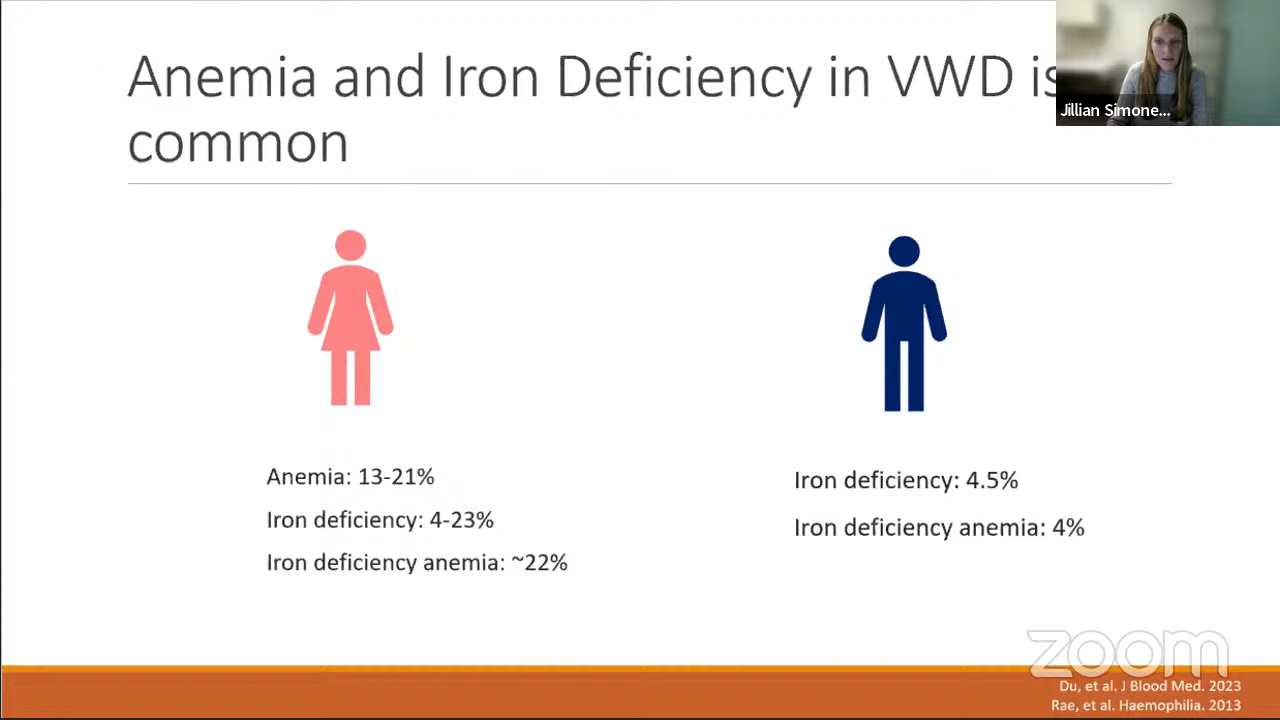 Anemia and Iron Deficiency in VWD is
common
Jillian Simone...
Anemia: 13-21%
Iron deficiency: 4-23%
Iron deficiency anemia: ~22%
Iron deficiency: 4.5%
Iron deficiency anemia: 4%
zoom
Du, et al. J Blood Med. 2023
Rae, et al. Haemophilia. 2013